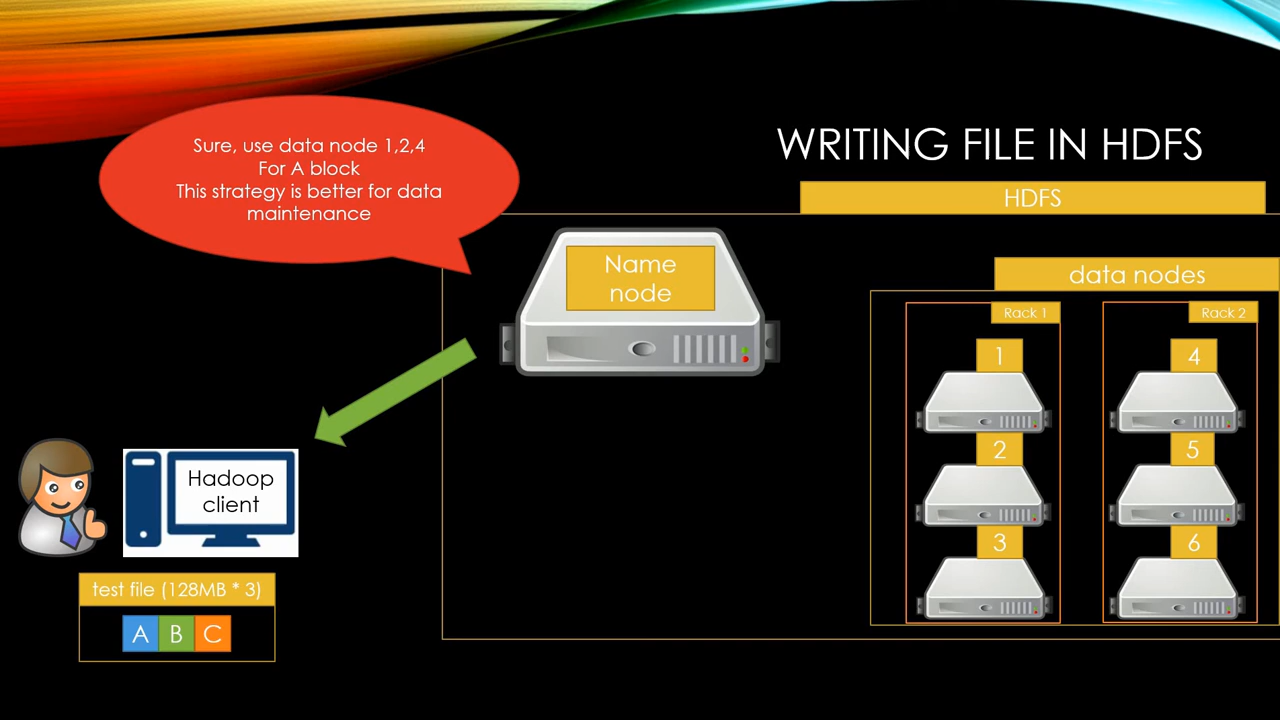 Sure, use data node 1,2,4
For A block
This strategy is better for data
maintenance
WRITING FILE IN HDFS
HDFS
Name
node
data nodes
Rack 1
Rack 2
1
4
2
5
3
6
Hadoop
client
test file (128MB * 3)
A B C